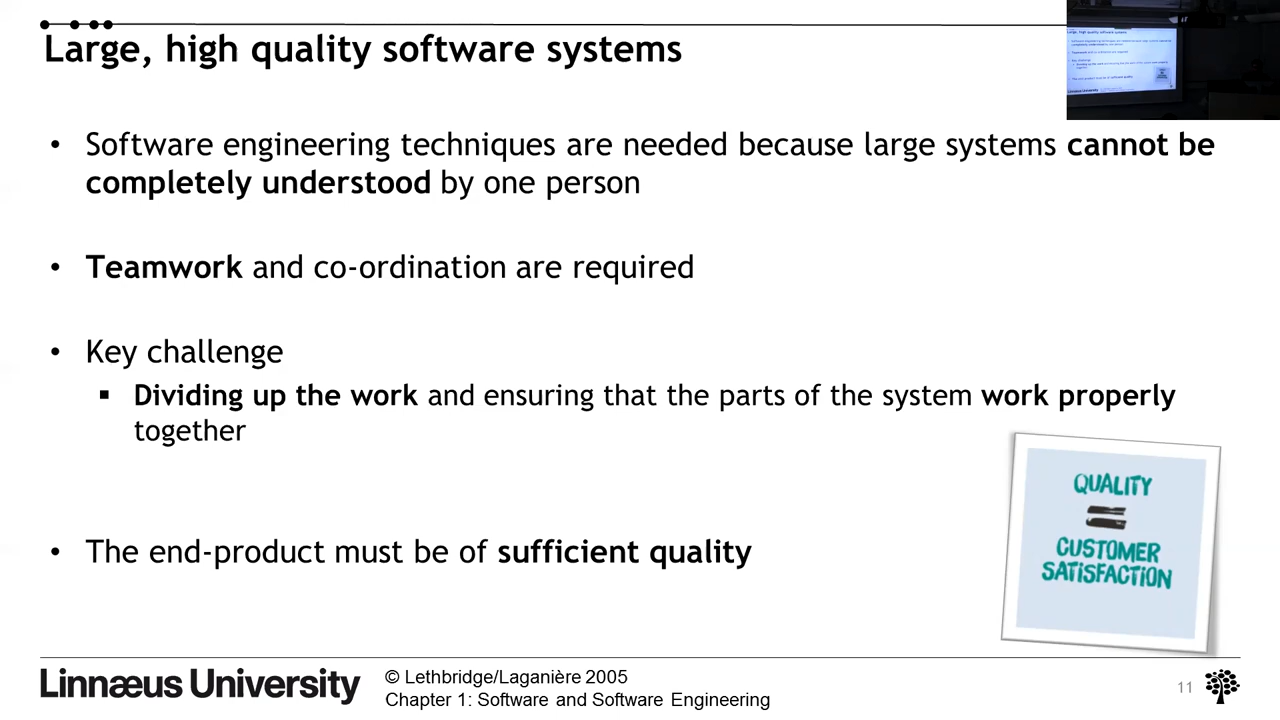 Large, high quality software systems
• Software engineering techniques are needed because large systems cannot be
completely understood by one person
• Teamwork and co-ordination are required
• Key challenge
▪ Dividing up the work and ensuring that the parts of the system work properly
together
• The end-product must be of sufficient quality
QUALITY
=
CUSTOMER
SATISFACTION
Linnæus University
© Lethbridge/Laganière 2005
Chapter 1: Software and Software Engineering
11